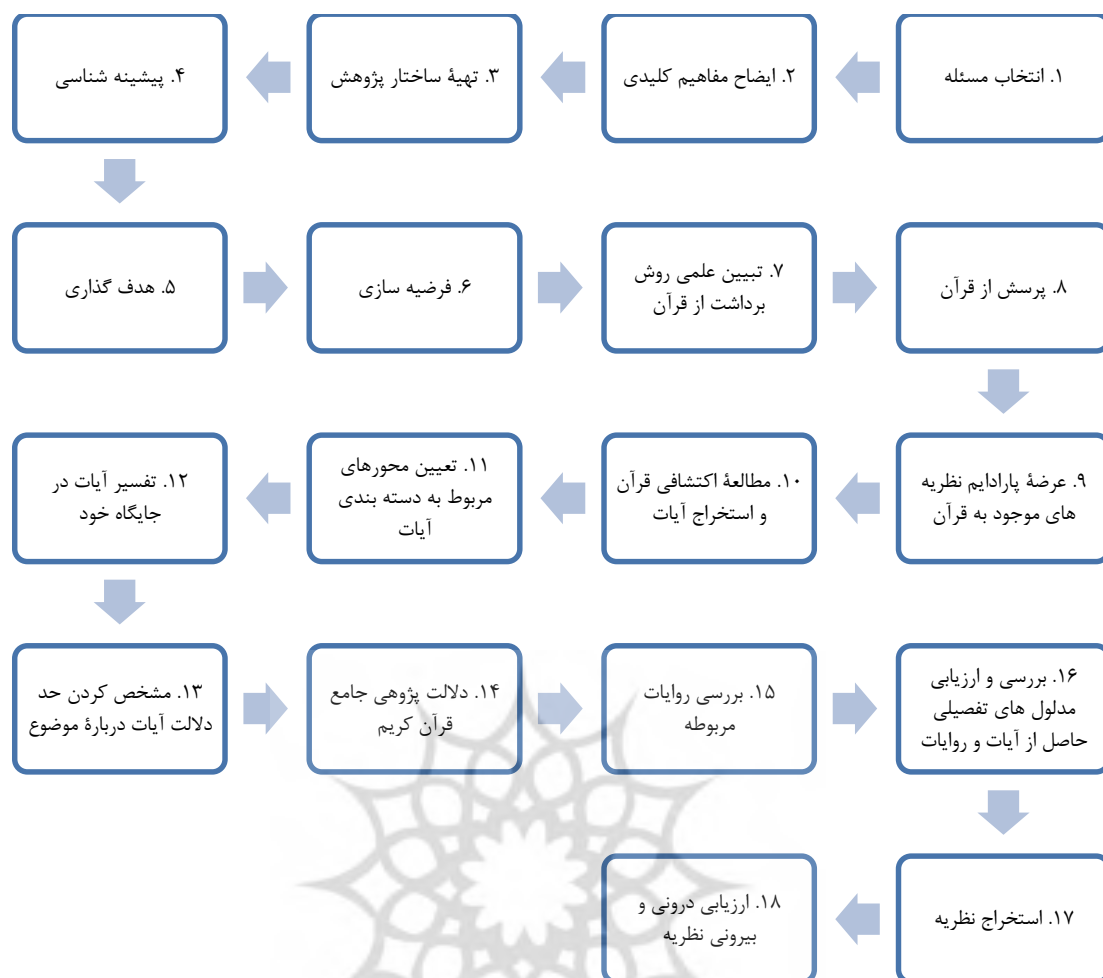 ۱. انتخاب مسئله
۲. ایضاح مفاهیم کلیدی
۳. تهیۀ ساختار پژوهش
۴. پیشینه شناسی
۵. هدف گذاری
۶. فرضیه سازی
۷. تبیین علمی روش
برداشت از قرآن
۸. پرسش از قرآن
۹. عرضۀ پارادایم نظریه
های موجود به قرآن
۱۰. مطالعۀ اکتشافی قرآن
و استخراج آیات
۱۱. تعیین محورهای
مربوط به دسته بندی
آیات
۱۲. تفسیر آیات در
جایگاه خود
۱۳. مشخص کردن حد
دلالت آیات دربارۀ موضوع
۱۴. دلالت پژوهی جامع
قرآن کریم
۱۵. بررسی روایات
مربوطه
۱۶. بررسی و ارزیابی
مدلول های تفصیلی
حاصل از آیات و روایات
۱۷. استخراج نظریه
۱۸. ارزیابی درونی و
بیرونی نظریه